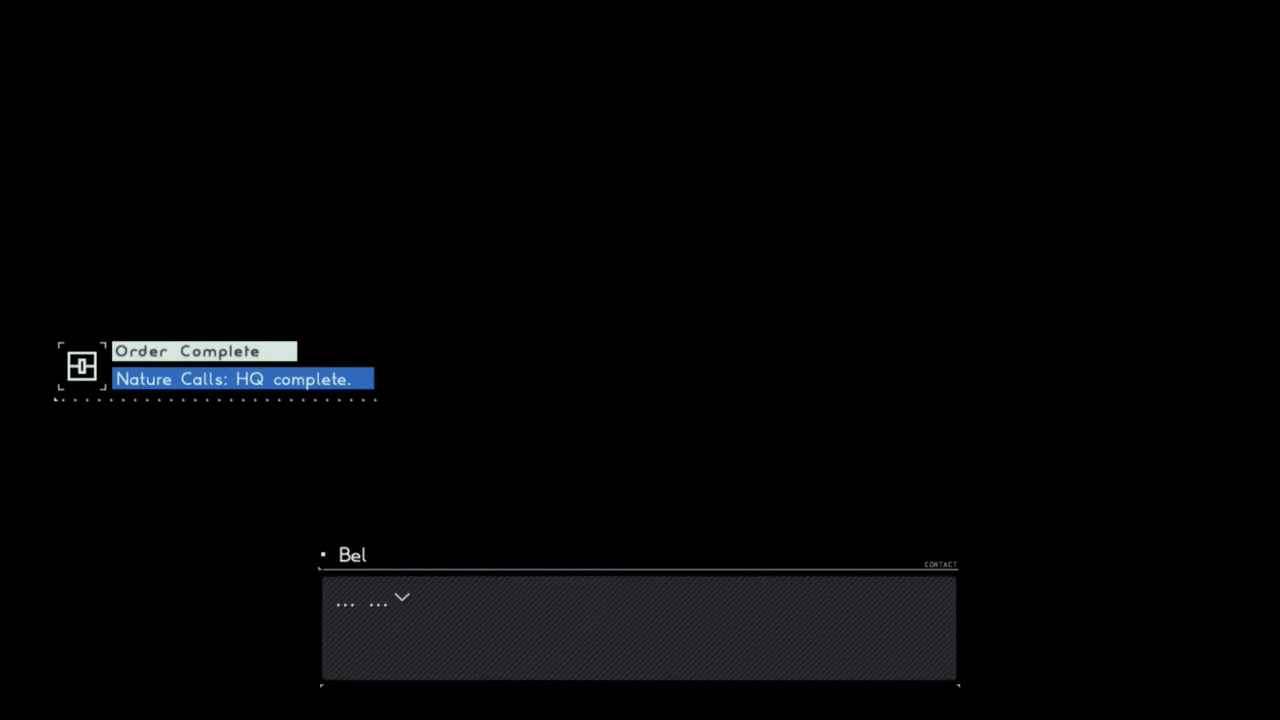 Order Complete
Nature Calls: HQ complete.
Bel
CONTACT
... ...